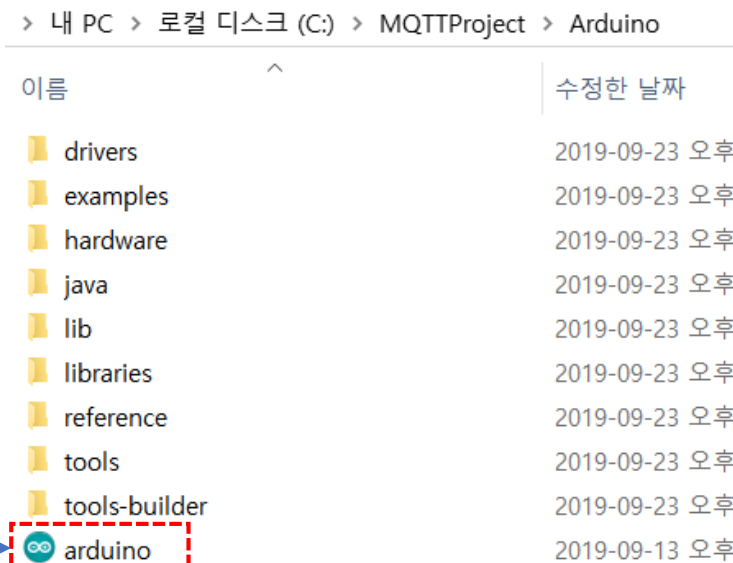 > 내 PC > 로컬 디스크 (C:) > MQTTProject > Arduino
이름 수정한 날짜
drivers 2019-09-23 오후
examples 2019-09-23 오후
hardware 2019-09-23 오후
java 2019-09-23 오후
lib 2019-09-23 오후
libraries 2019-09-23 오후
reference 2019-09-23 오후
tools 2019-09-23 오후
tools-builder 2019-09-23 오후
arduino 2019-09-13 오후